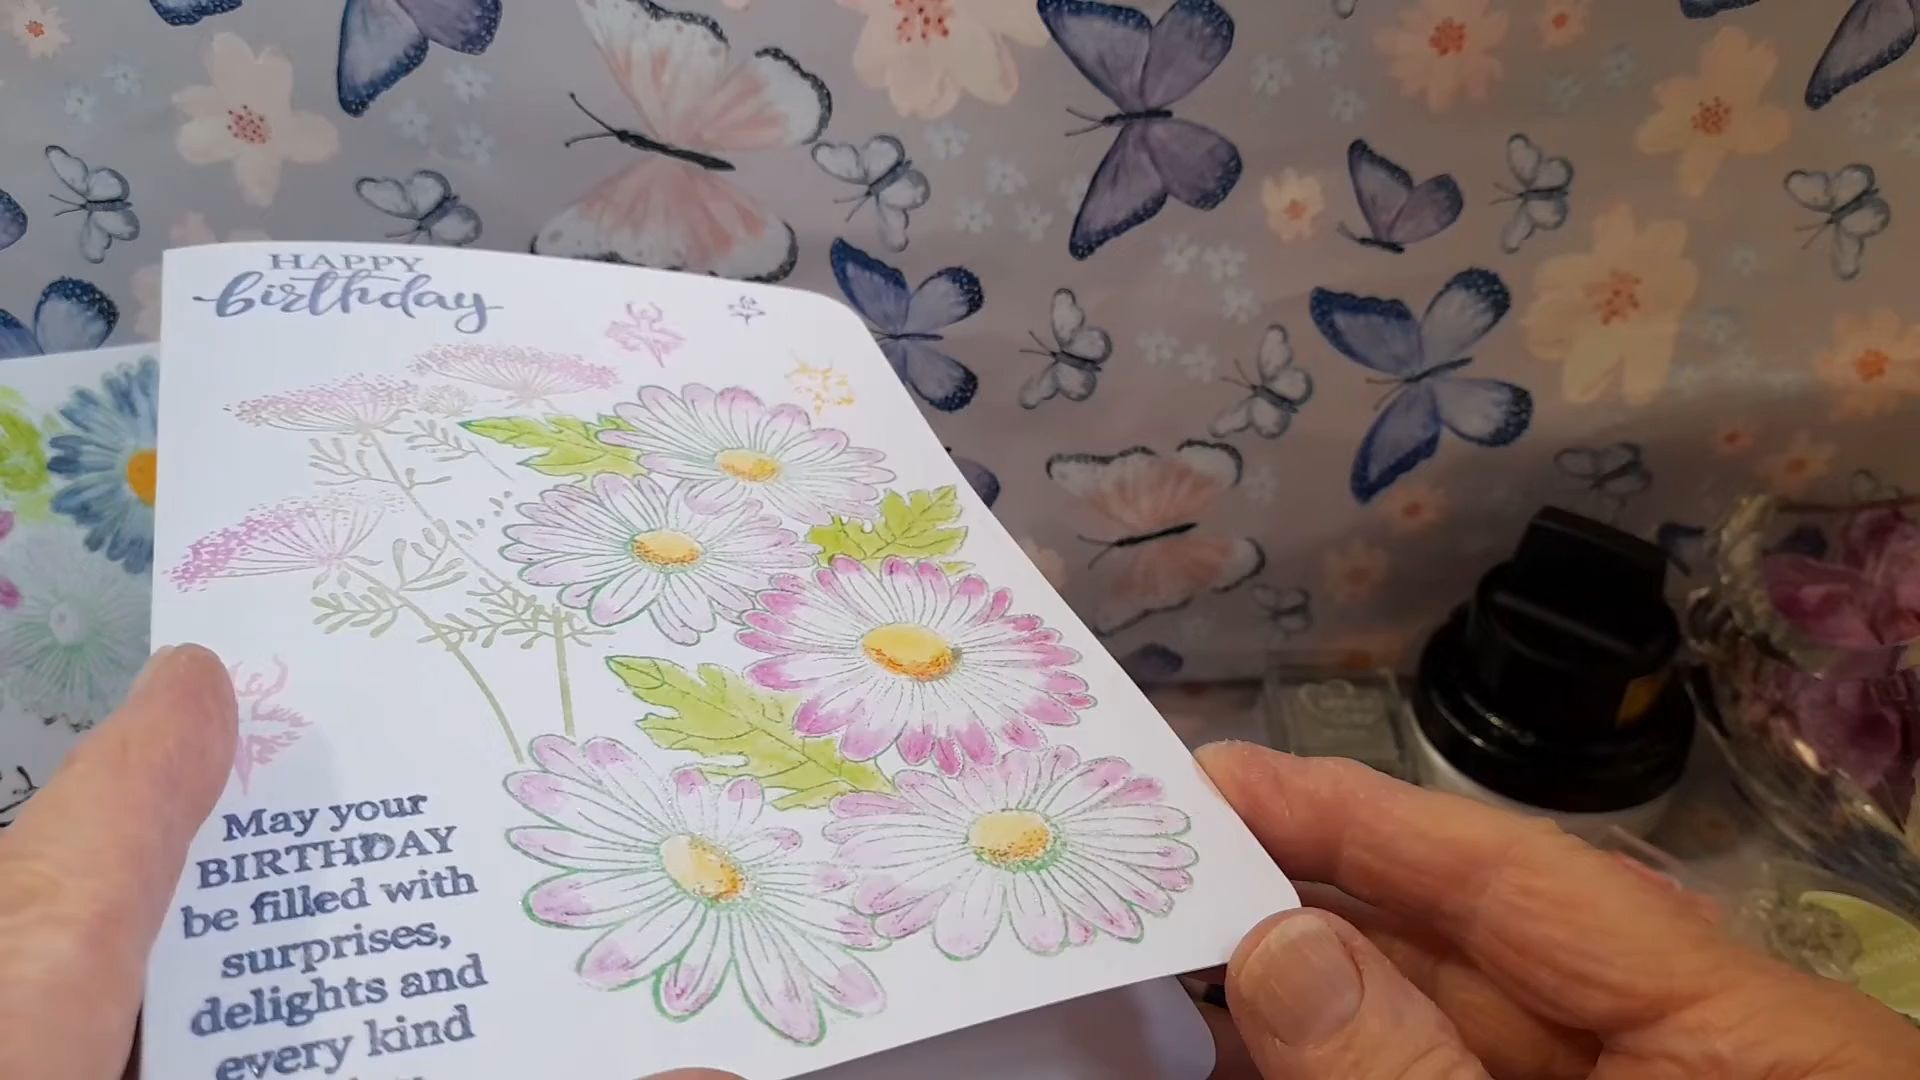 HAPPY
birthday
May your
BIRTHDAY
be filled with
surprises,
delights and
every kind